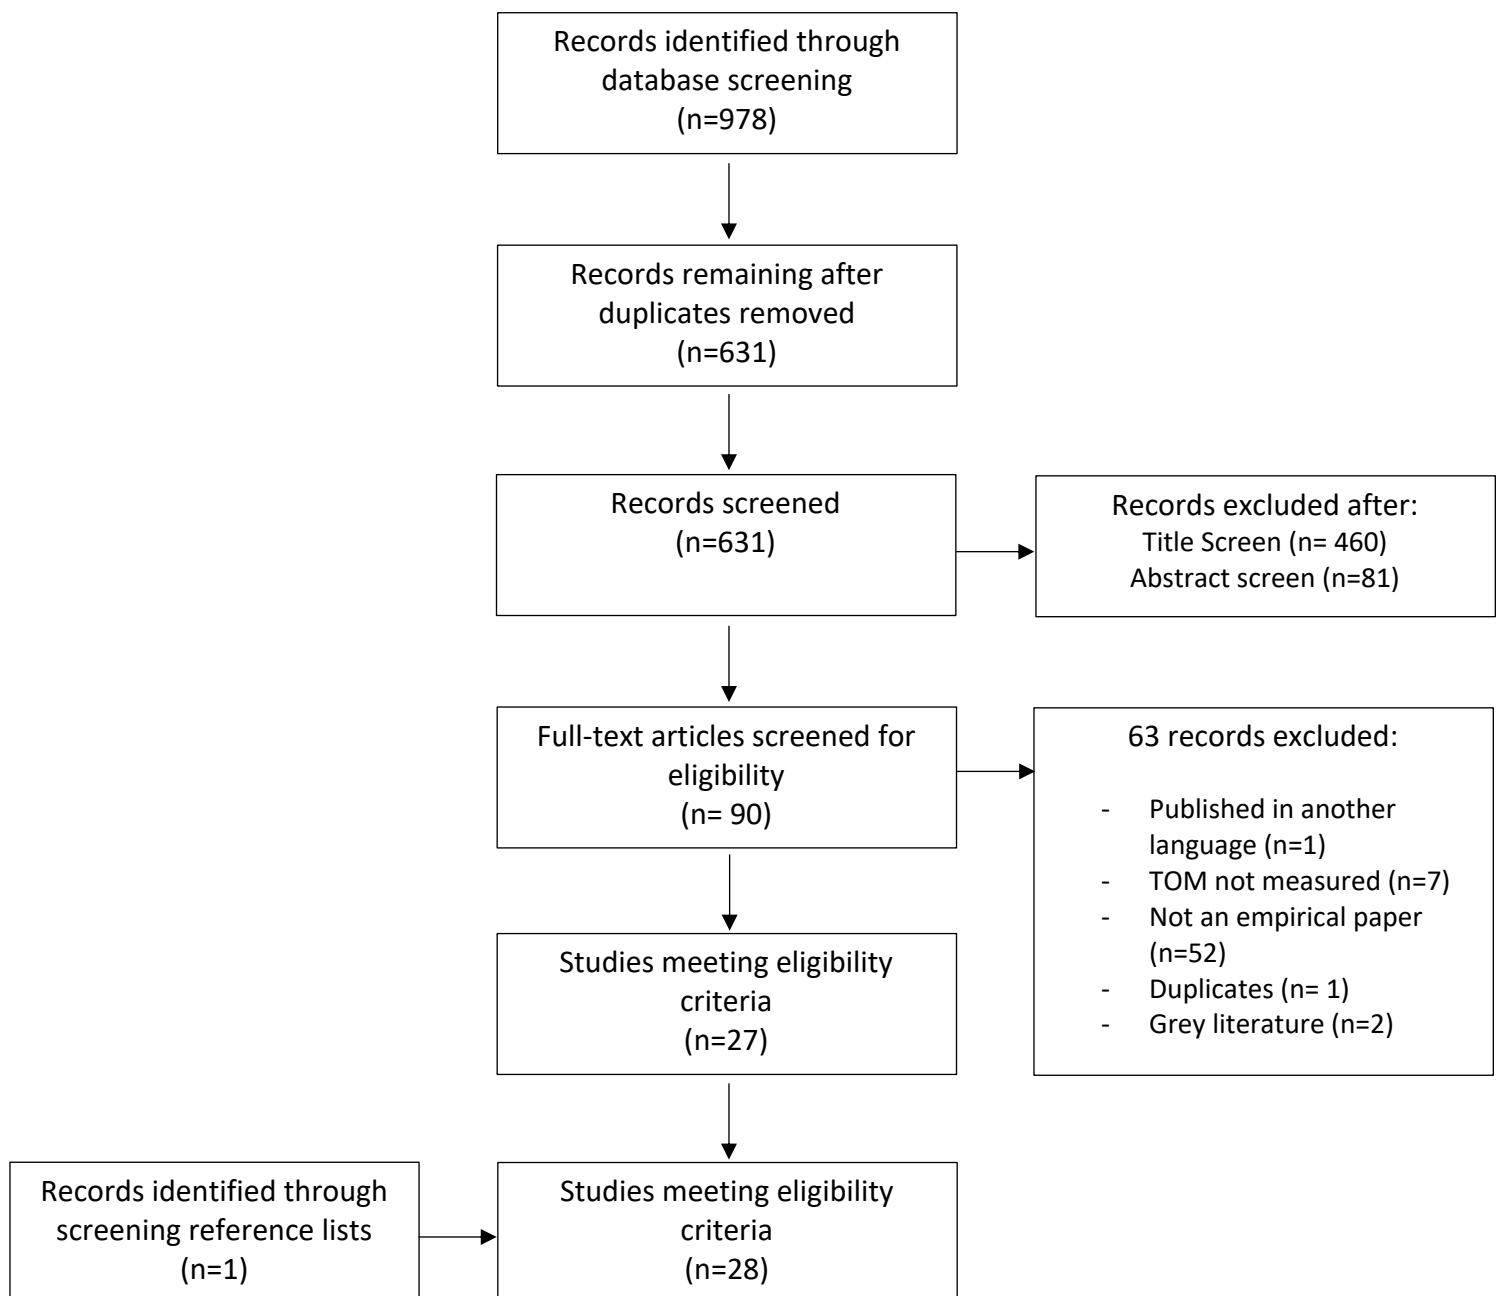 Records identified through
database screening
(n=978)
Records remaining after
duplicates removed
(n=631)
Records screened
(n=631)
Records excluded after:
Title Screen (n= 460)
Abstract screen (n=81)
Full-text articles screened for
eligibility
(n= 90)
63 records excluded:
- Published in another
language (n=1)
- TOM not measured (n=7)
- Not an empirical paper
(n=52)
- Duplicates (n= 1)
- Grey literature (n=2)
Studies meeting eligibility
criteria
(n=27)
Records identified through
screening reference lists
(n=1)
Studies meeting eligibility
criteria
(n=28)